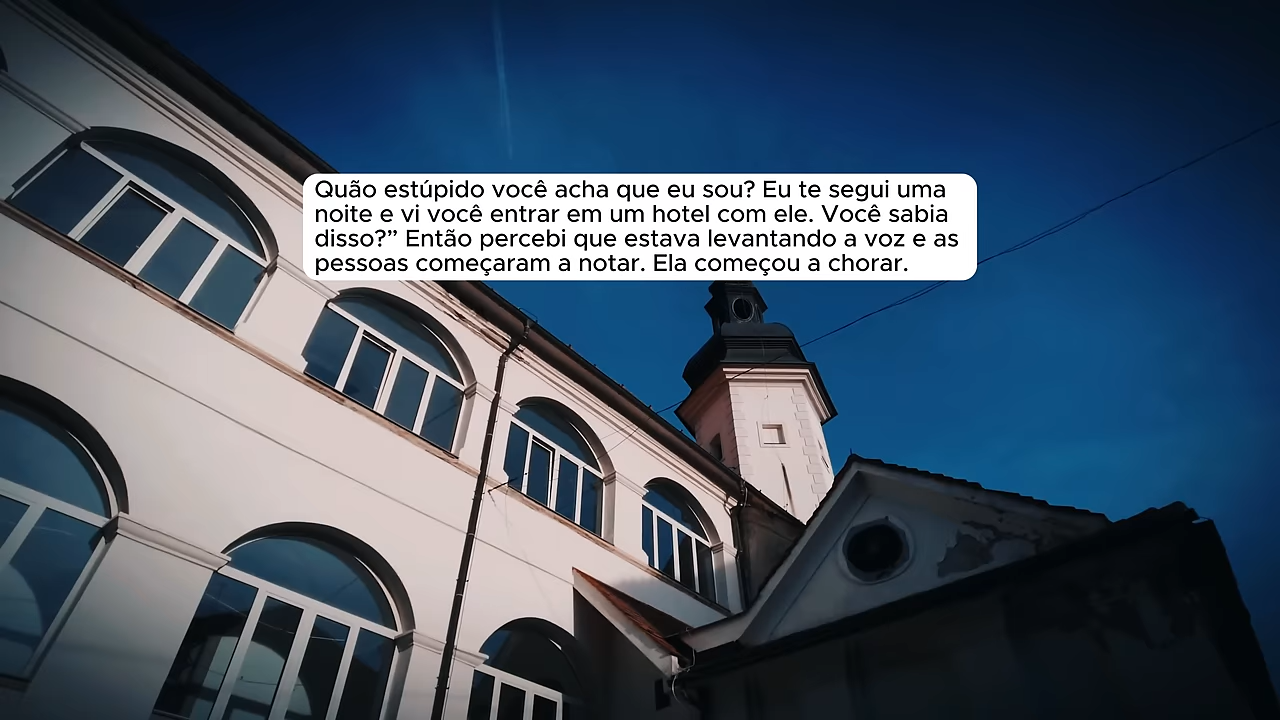 Quão estúpido você acha que eu sou? Eu te segui uma
noite e vi você entrar em um hotel com ele. Você sabia
disso?” Então percebi que estava levantando a voz e as
pessoas começaram a notar. Ela começou a chorar.